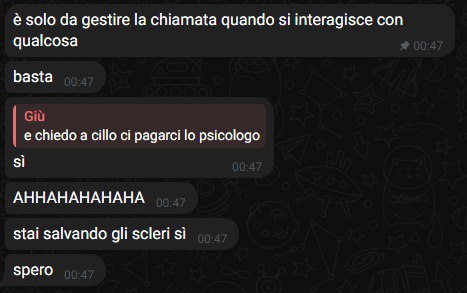 è solo da gestire la chiamata quando si interagisce con
qualcosa
00:47
basta 00:47
Giù
e chiedo a cillo ci pagarci lo psicologo
sì 00:47
AHHAHAHAHAHA 00:47
stai salvando gli scleri sì 00:47
spero 00:47